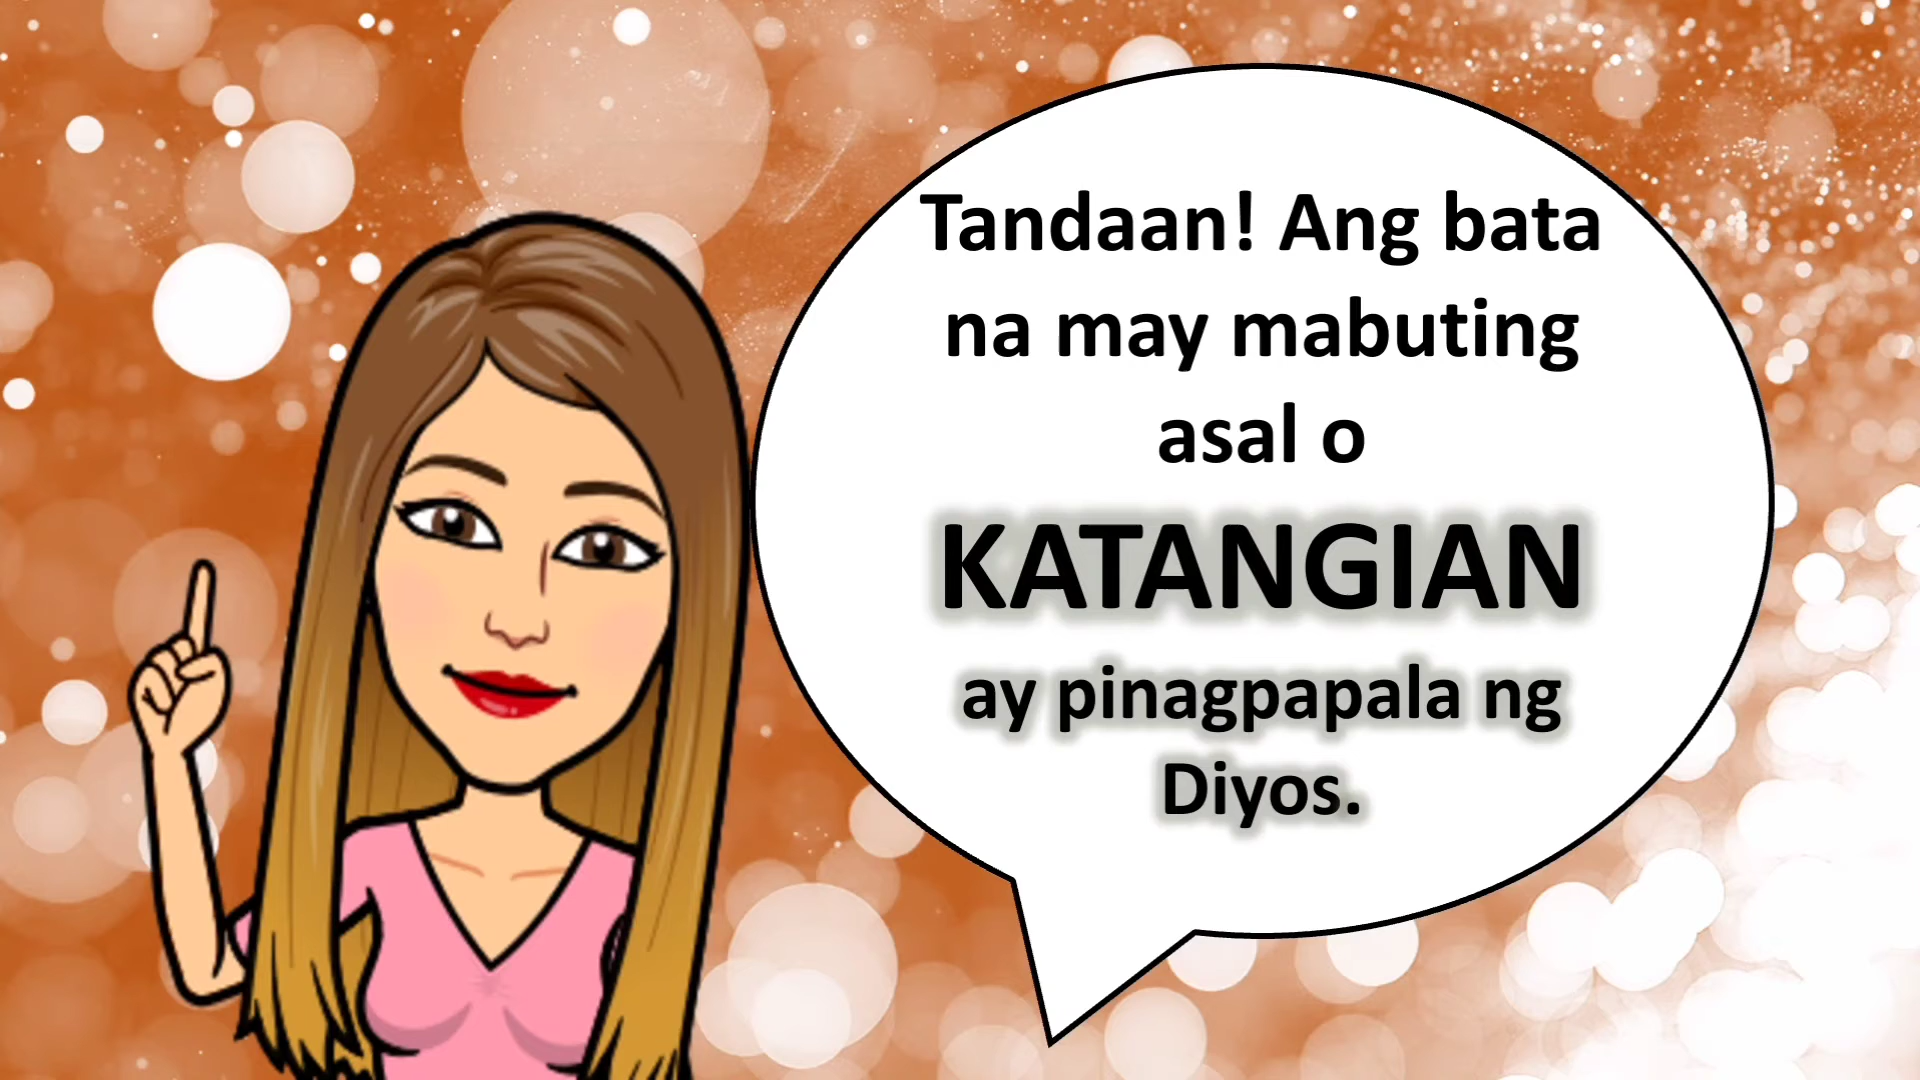 Tandaan! Ang bata
na may mabuting
asal o
KATANGIAN
ay pinagpapala ng
Diyos.